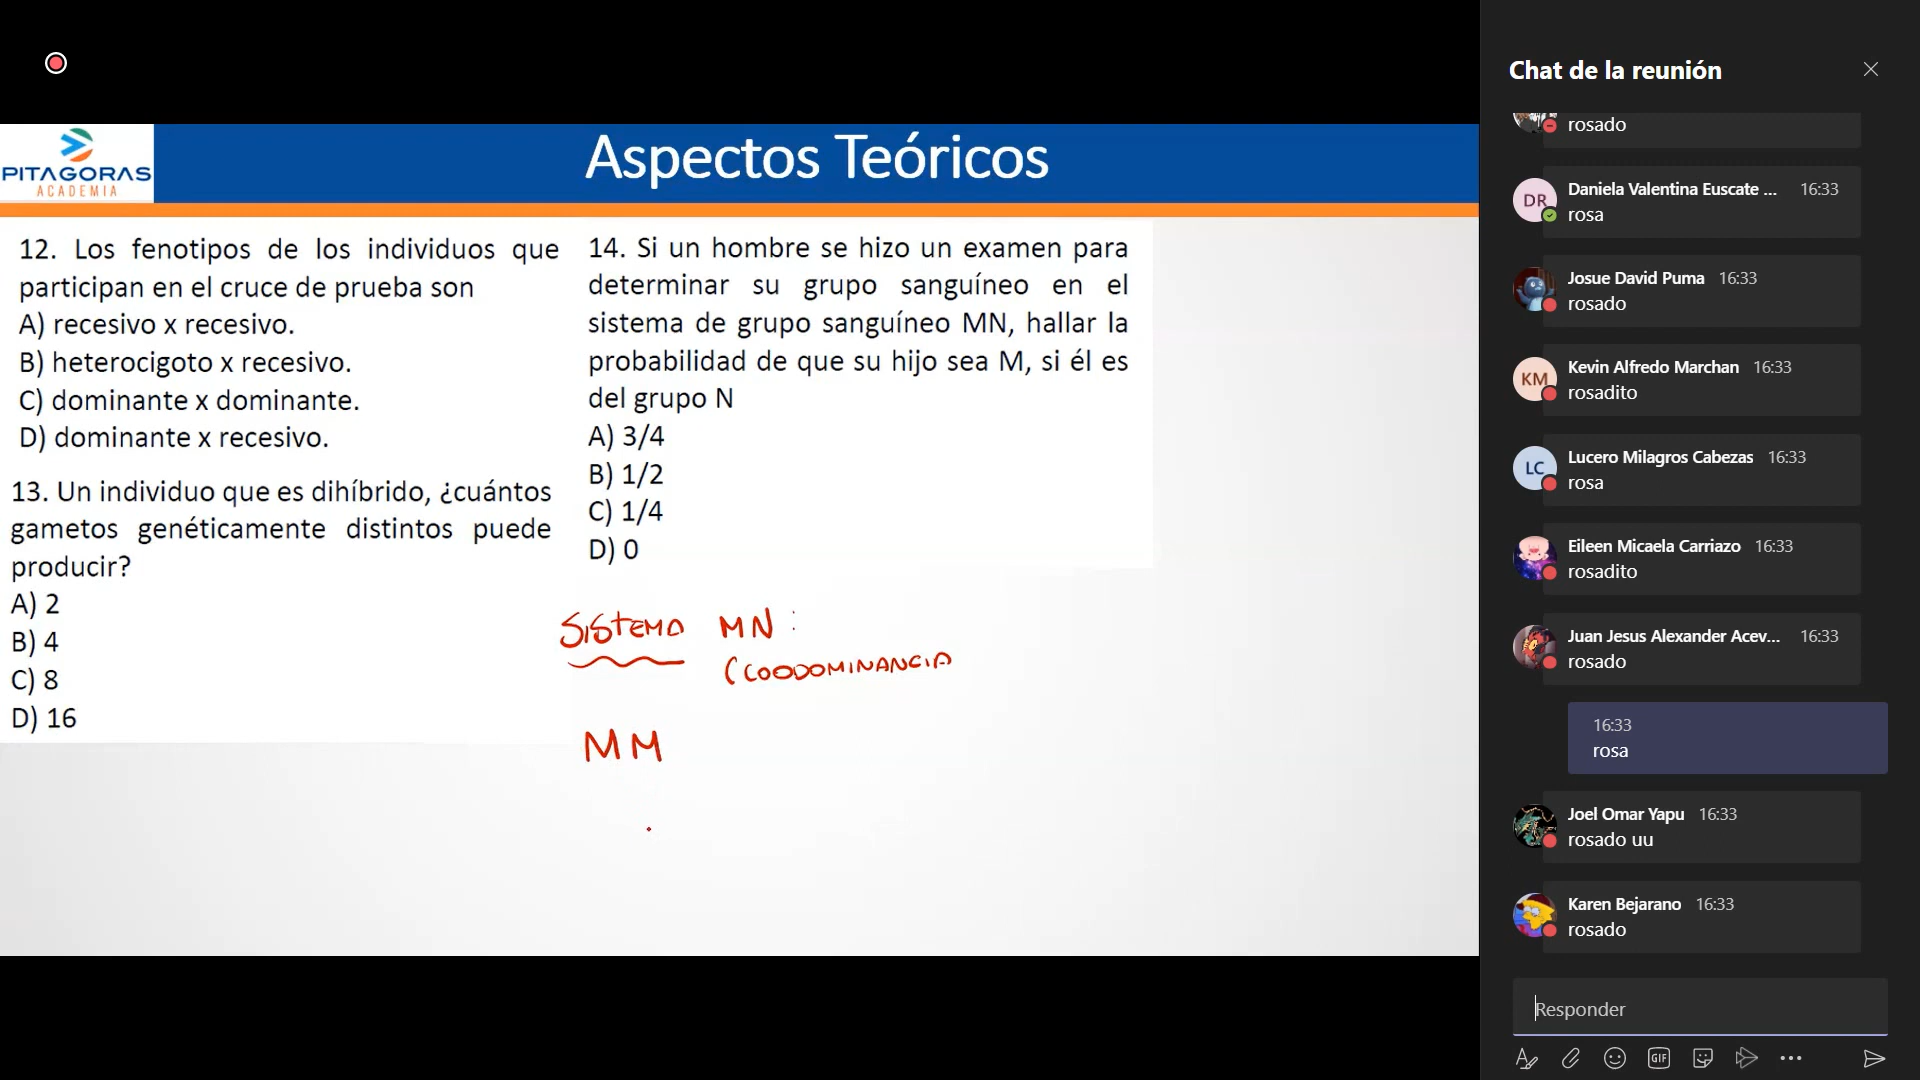 PITAGORAS
ACADEMIA
Aspectos Teóricos
12. Los fenotipos de los individuos que
participan en el cruce de prueba son
A) recesivo x recesivo.
B) heterocigoto x recesivo.
C) dominante x dominante.
D) dominante x recesivo.
13. Un individuo que es dihíbrido, ¿cuántos
gametos genéticamente distintos puede
producir?
A) 2
B) 4
C) 8
D) 16
14. Si un hombre se hizo un examen para
determinar su grupo sanguíneo en el
sistema de grupo sanguíneo MN, hallar la
probabilidad de que su hijo sea M, si él es
del grupo N
A) 3/4
B) 1/2
C) 1/4
D) 0
SISTEMA MN:
(COODOMINANCIA
MM
Chat de la reunión
rosado
DR
Daniela Valentina Euscate ... 16:33
rosa
Josue David Puma 16:33
rosado
KM
Kevin Alfredo Marchan 16:33
rosadito
LC
Lucero Milagros Cabezas 16:33
rosa
Eileen Micaela Carriazo 16:33
rosadito
Juan Jesus Alexander Acev... 16:33
rosado
16:33
rosa
Joel Omar Yapu 16:33
rosado uu
Karen Bejarano 16:33
rosado
Responder
GIF